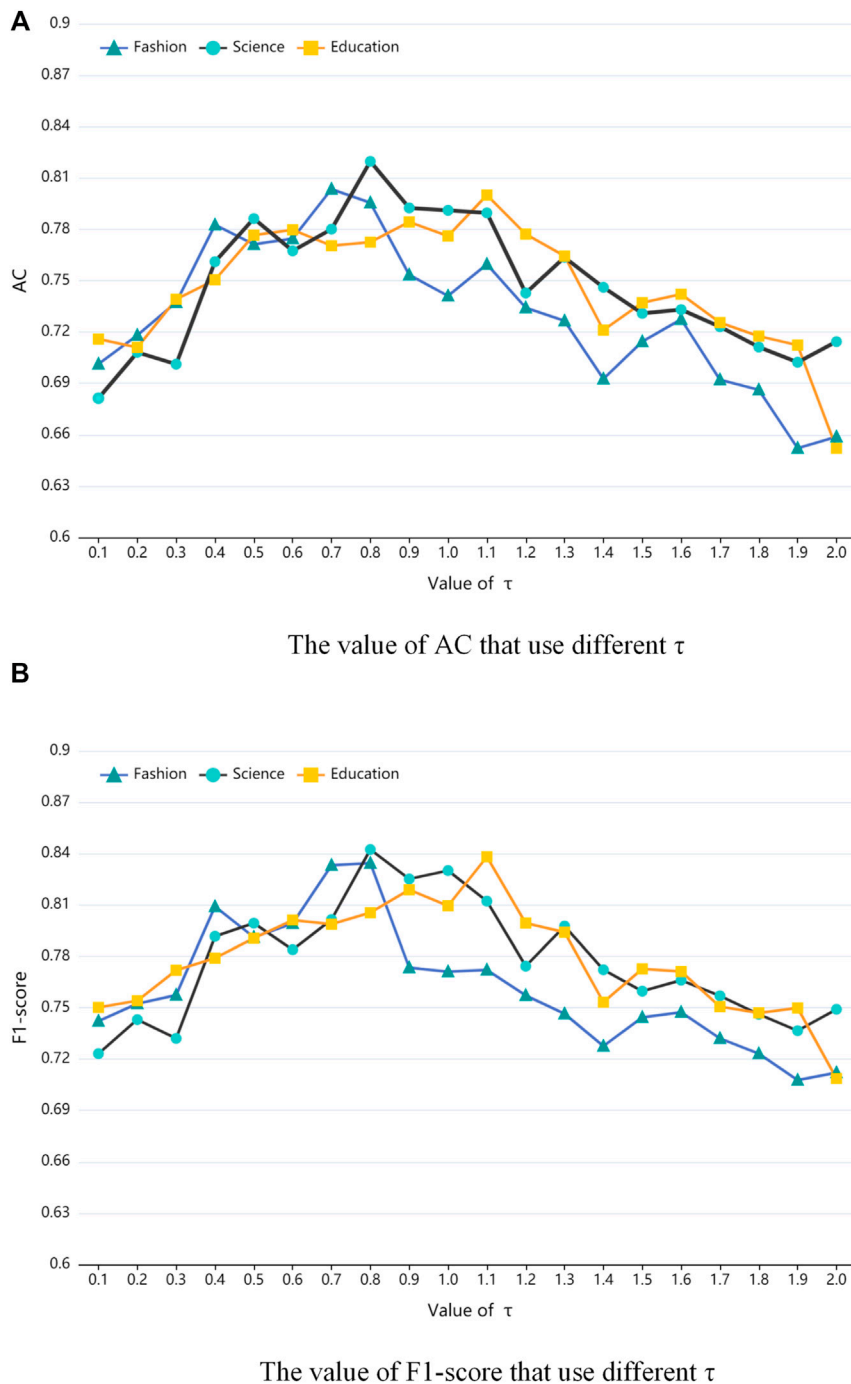 A
0.9
Fashion Science Education
0.87
0.84
0.81
0.78
0.75
AC
0.72
0.69
0.66
0.63
0.6
0.1 0.2 0.3 0.4 0.5 0.6 0.7 0.8 0.9 1.0 1.1 1.2 1.3 1.4 1.5 1.6 1.7 1.8 1.9 2.0
Value of τ
The value of AC that use different τ
B
0.9
Fashion Science Education
0.87
0.84
0.81
0.78
0.75
F1-score
0.72
0.69
0.66
0.63
0.6
0.1 0.2 0.3 0.4 0.5 0.6 0.7 0.8 0.9 1.0 1.1 1.2 1.3 1.4 1.5 1.6 1.7 1.8 1.9 2.0
Value of τ
The value of F1-score that use different τ